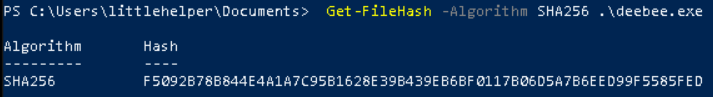 PS C:\Users\littlehelper\Documents> Get-FileHash -Algorithm SHA256 .\deebee.exe
Algorithm Hash
--------- ----
SHA256 F5092B78B844E4A1A7C95B1628E39B439EB6BF0117B06D5A7B6EED99F5585FED